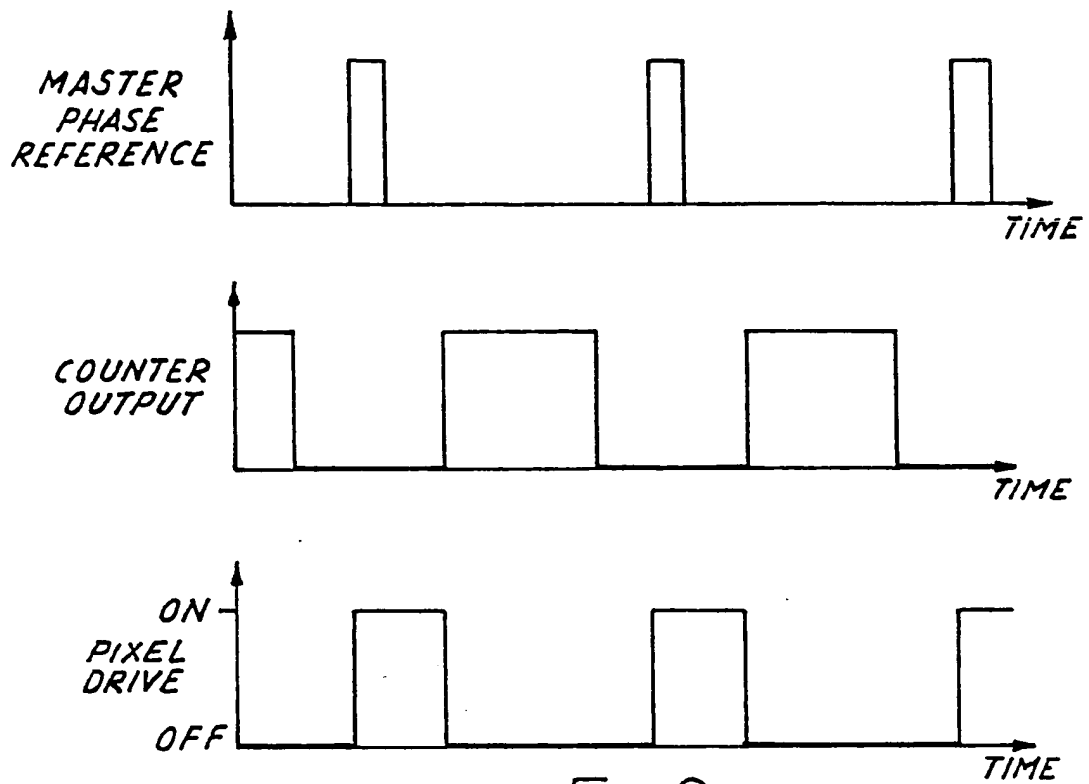 MASTER
PHASE
REFERENCE
TIME
COUNTER
OUTPUT
TIME
ON
PIXEL
DRIVE
OFF
TIME